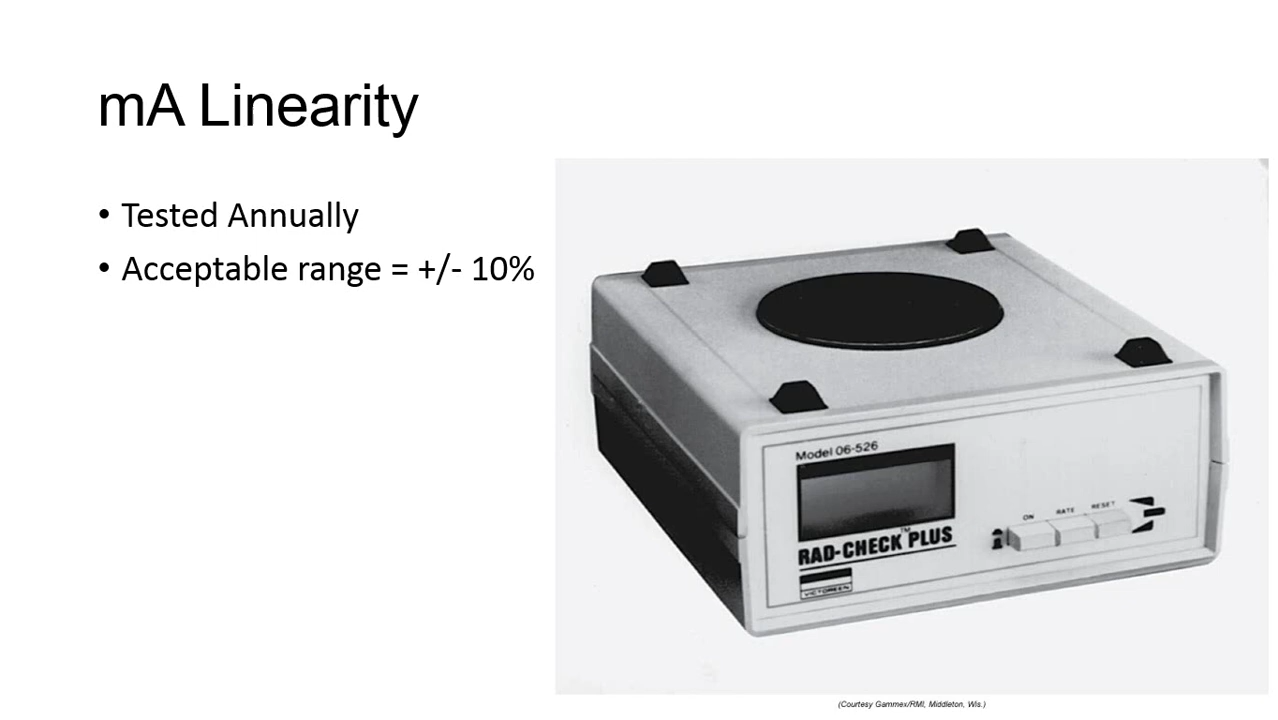 mA Linearity
• Tested Annually
• Acceptable range = +/- 10%
Model 06-526
ON RATE RESET
RAD-CHECK™ PLUS
VICTOREEN
(Courtesy Gammex/RMI, Middleton, Wis.)